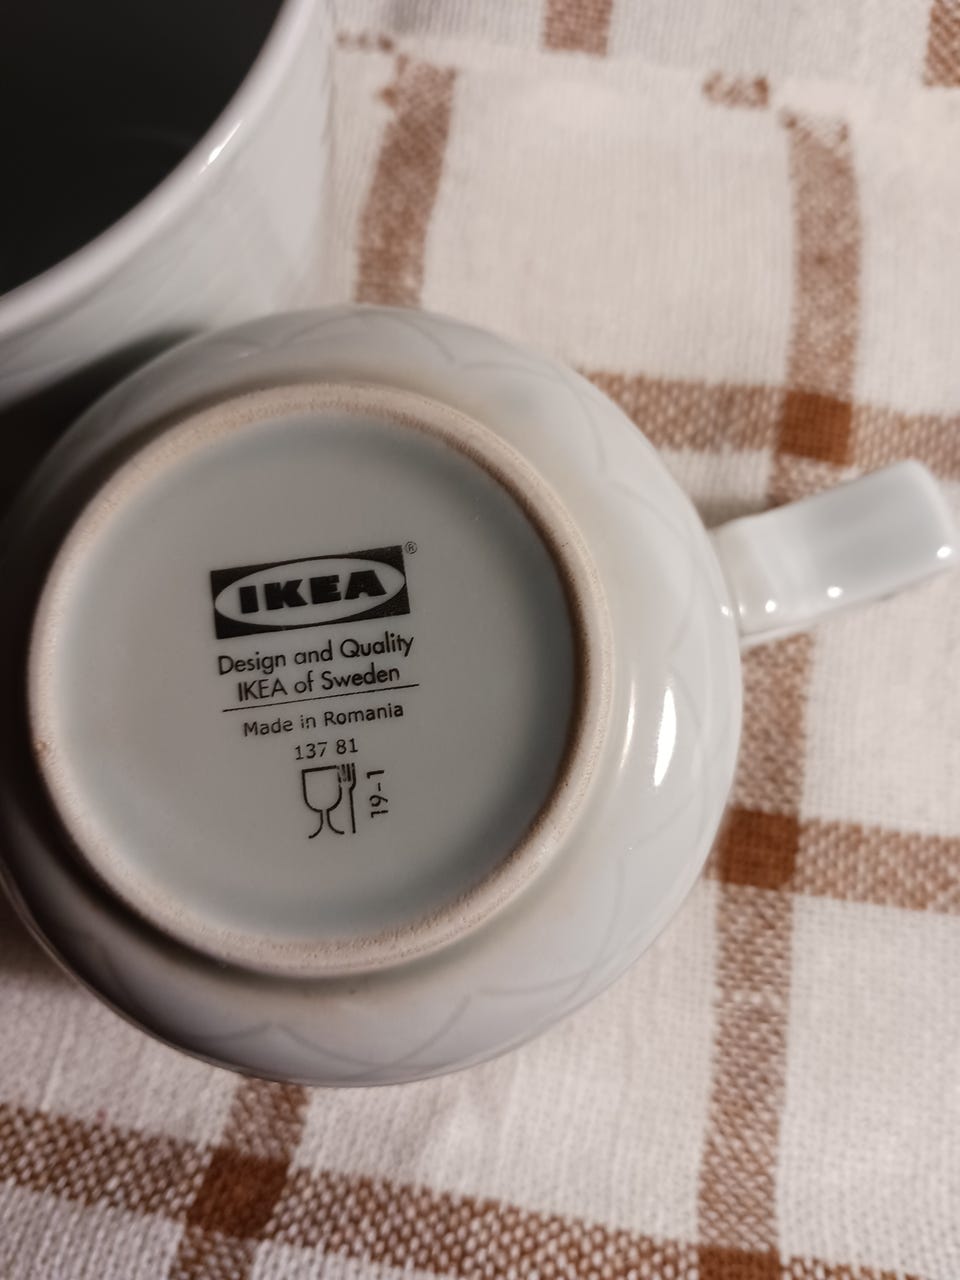 IKEA®
Design and Quality
IKEA of Sweden
Made in Romania
137 81
19-1